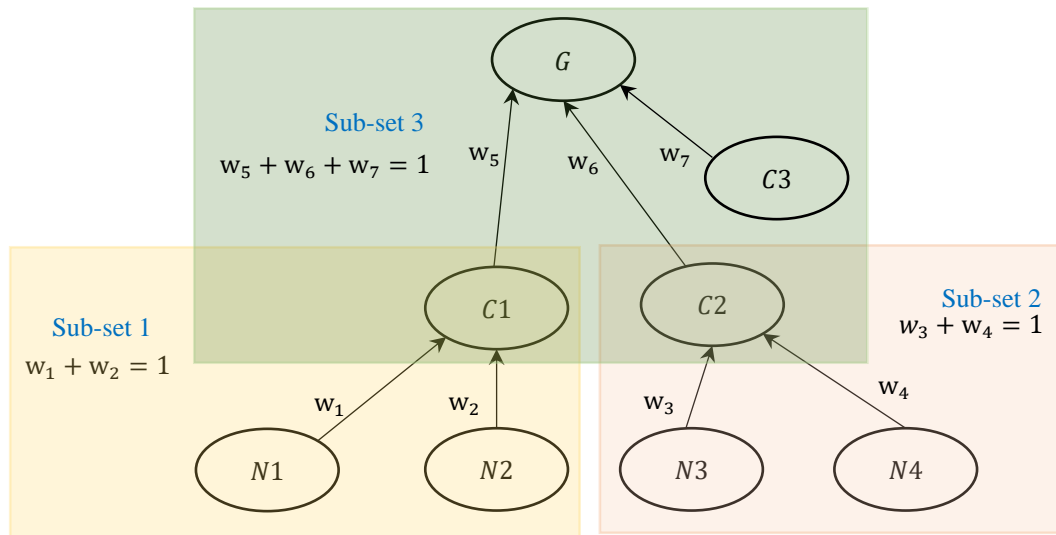 G
Sub-set 3
w₅ + w₆ + w₇ = 1
w₅
w₆
w₇
C3
C1
C2
Sub-set 1
w₁ + w₂ = 1
Sub-set 2
w₃ + w₄ = 1
w₁
w₂
w₃
w₄
N1
N2
N3
N4